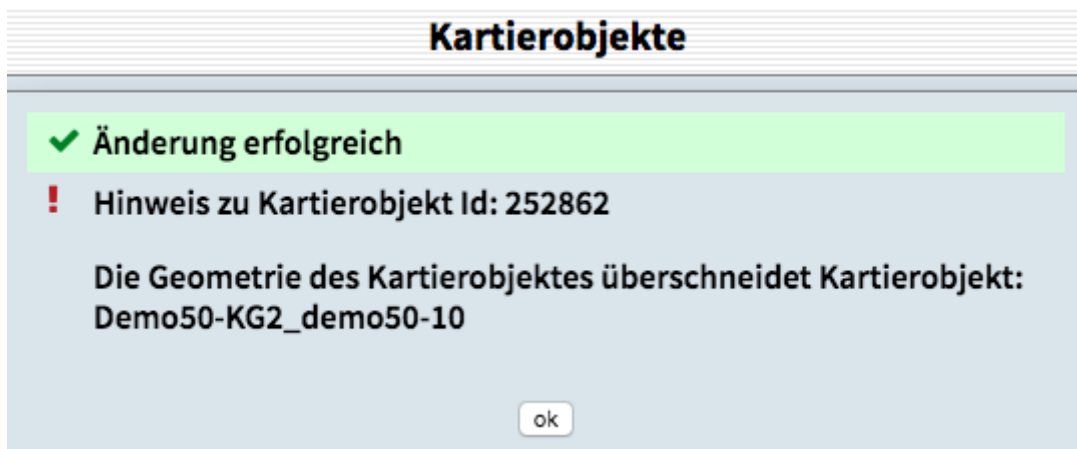 Kartierobjekte
Änderung erfolgreich
Hinweis zu Kartierobjekt Id: 252862
Die Geometrie des Kartierobjektes überschneidet Kartierobjekt:
Demo50-KG2_demo50-10
ok